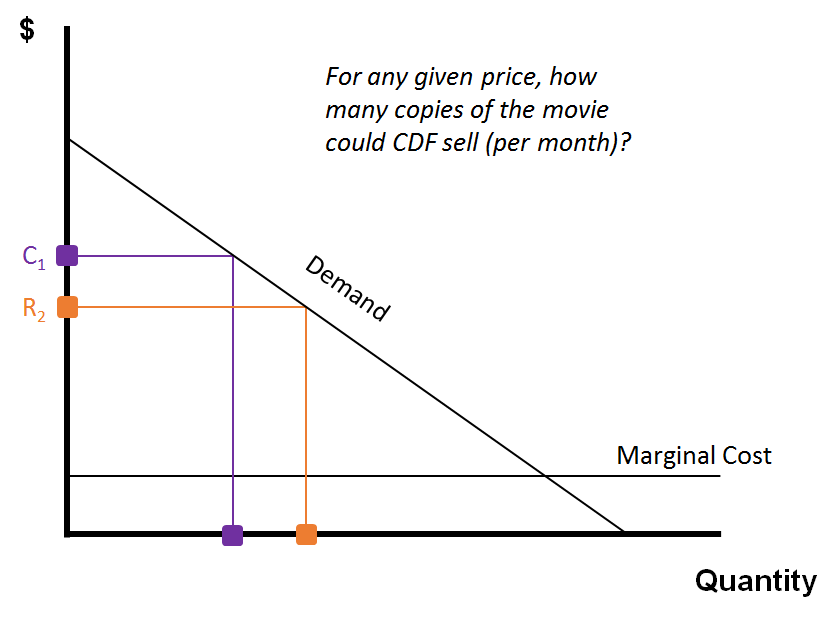 $
For any given price, how
many copies of the movie
could CDF sell (per month)?
C₁
Demand
R₂
Marginal Cost
Quantity